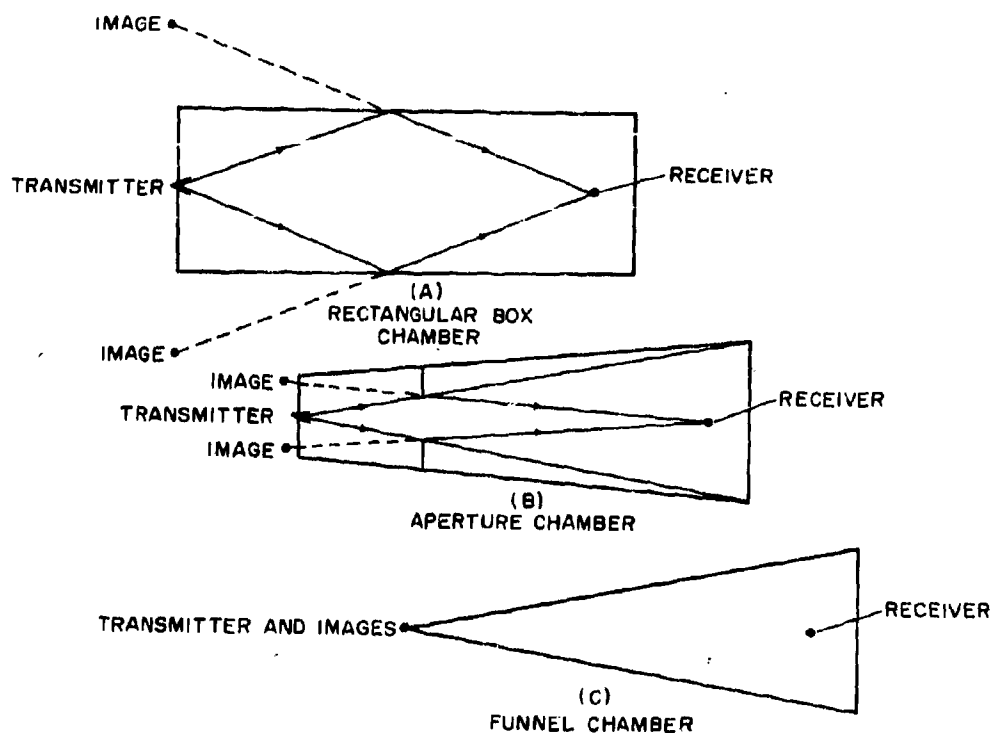 IMAGE
TRANSMITTER
RECEIVER
IMAGE
(A)
RECTANGULAR BOX
CHAMBER
IMAGE
TRANSMITTER
IMAGE
RECEIVER
(B)
APERTURE CHAMBER
TRANSMITTER AND IMAGES
RECEIVER
(C)
FUNNEL CHAMBER